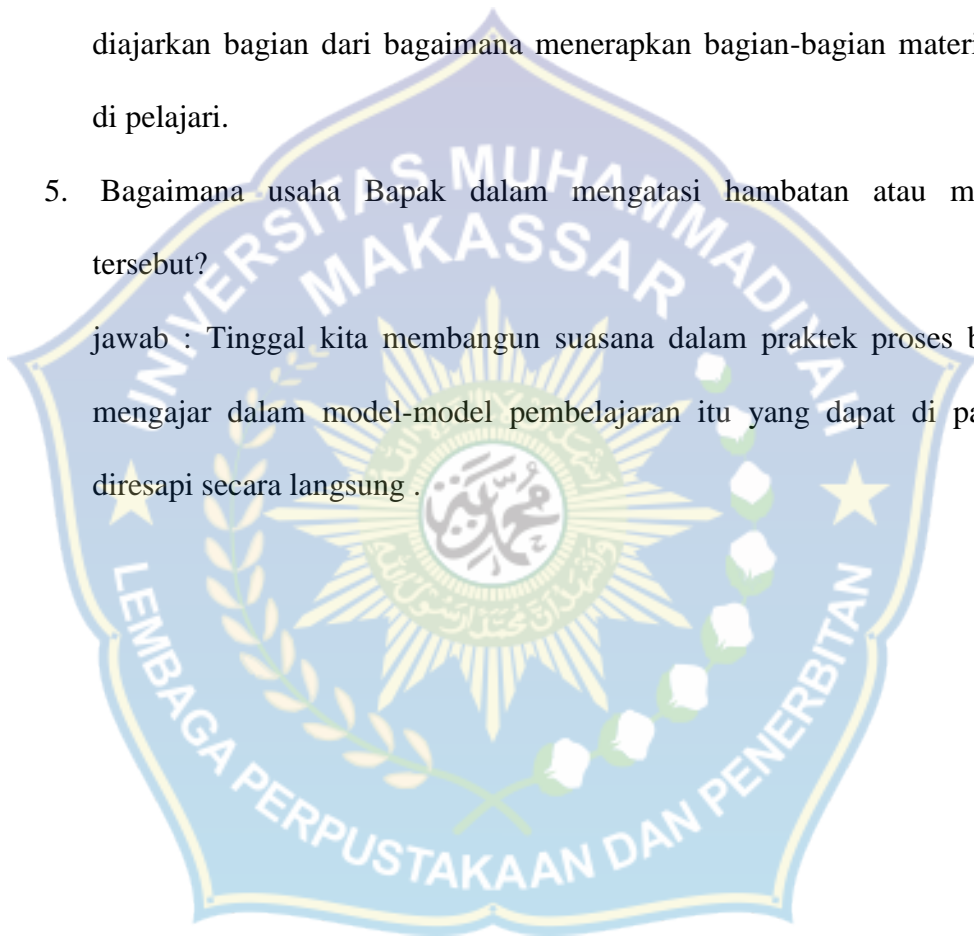 diajarkan bagian dari bagaimana menerapkan bagian-bagian materi
di pelajari.
5. Bagaimana usaha Bapak dalam mengatasi hambatan atau m
tersebut?
jawab : Tinggal kita membangun suasana dalam praktek proses b
mengajar dalam model-model pembelajaran itu yang dapat di pa
diresapi secara langsung .
UNIVERSITAS MUHAMMADIYAH
MAKASSAR
LEMBAGA PERPUSTAKAAN DAN PENERBITAN